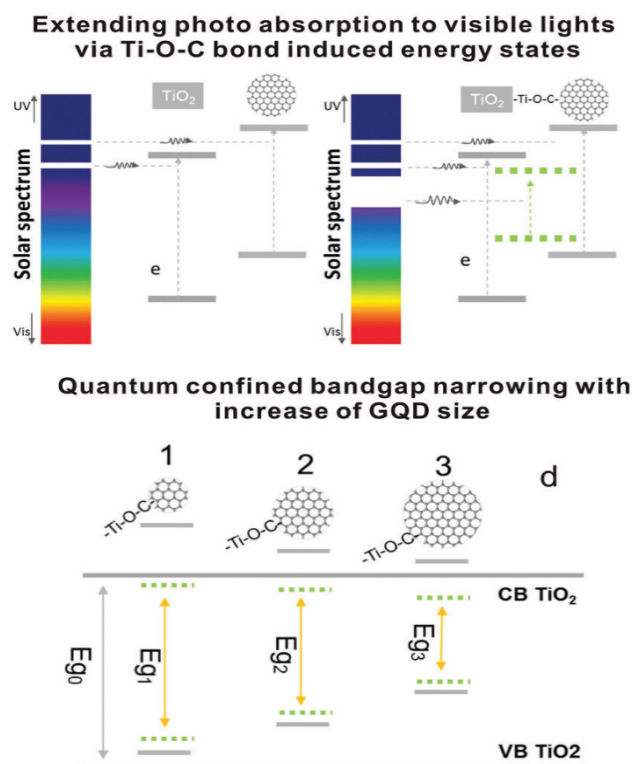 Extending photo absorption to visible lights
via Ti-O-C bond induced energy states
UV
Solar spectrum
Vis
TiO2
e
UV
Solar spectrum
Vis
TiO2
-Ti-O-C-
e
Quantum confined bandgap narrowing with
increase of GQD size
1
2
3
d
-Ti-O-C-
-Ti-O-C-
-Ti-O-C-
CB TiO2
Eg0
Eg1
Eg2
Eg3
VB TiO2